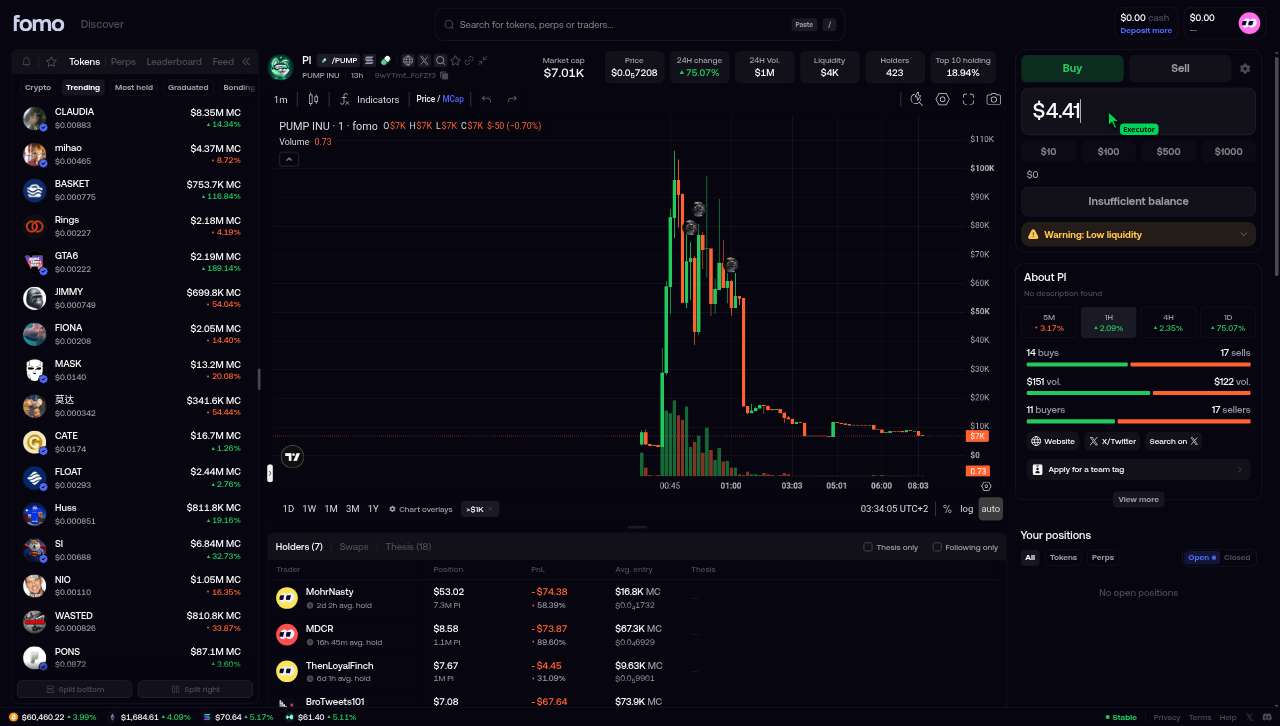 fomo
Discover
Search for tokens, perps or traders...
Paste
/
$0.00 cash
Deposit more
$0.00
—
Tokens
Perps
Leaderboard
Feed
Crypto
Trending
Most held
Graduated
Bonding
CLAUDIA $8.35M MC
$0.00883 14.34%
mihao $4.37M MC
$0.00465 8.72%
BASKET $753.7K MC
$0.000775 116.84%
Rings $2.18M MC
$0.00227 4.19%
GTA6 $2.19M MC
$0.00222 189.14%
JIMMY $699.8K MC
$0.000749 54.04%
FIONA $2.05M MC
$0.00208 14.40%
MASK $13.2M MC
$0.0140 20.08%
莫达 $341.6K MC
$0.000342 54.44%
CATE $16.7M MC
$0.0174 1.26%
FLOAT $2.44M MC
$0.00293 2.76%
Huss $811.8K MC
$0.000851 19.16%
SI $6.84M MC
$0.00688 32.73%
NIO $1.05M MC
$0.00110 16.35%
WASTED $810.8K MC
$0.000826 33.87%
PONS $87.1M MC
$0.0872 3.60%
Split bottom
Split right
PI /PUMP
PUMP INU · 13h
Market cap
$7.01K
Price
$0.0₅7208
24H change
75.07%
24H Vol.
$1M
Liquidity
$4K
Holders
423
Top 10 holding
18.94%
1m
Indicators
Price / MCap
PUMP INU · 1 · fomo O$7K H$7K L$7K C$7K $-50 (−0.70%)
Volume 0.73
$110K
$100K
$90K
$80K
$70K
$60K
$50K
$40K
$30K
$20K
$10K
$7K
$0
0.73
00:45 01:00 03:03 05:01 06:00 08:03
1D 1W 1M 3M 1Y
Chart overlays
>$1K
03:34:05 UTC+2
%
log
auto
Holders (7)
Swaps
Thesis (18)
Thesis only
Following only
Trader Position PnL Avg. entry Thesis
MohrNasty $53.02 -$74.38 $16.8K MC
2d 2h avg. hold 7.3M PI 58.39% $0.0₄1732
MDCR $8.58 -$73.87 $67.3K MC
16h 45m avg. hold 1.1M PI 89.60% $0.0₄6929
ThenLoyalFinch $7.67 -$4.45 $9.63K MC
6d 1h avg. hold 1M PI 31.09% $0.0₅9901
BroTweets101 $7.08 -$67.64 $73.9K MC
Buy
Sell
$4.41
Executor
$10 $100 $500 $1000
$0
Insufficient balance
Warning: Low liquidity
About PI
No description found
5M 1H 4H 1D
3.17% 2.09% 2.35% 75.07%
14 buys 17 sells
$151 vol. $122 vol.
11 buyers 17 sellers
Website
X/Twitter
Search on
Apply for a team tag
View more
Your positions
All
Tokens
Perps
Open
Closed
No open positions
$60,460.22 3.99%
$1,684.61 4.09%
$70.64 5.17%
$61.40 5.11%
Stable
Privacy
Terms
Help